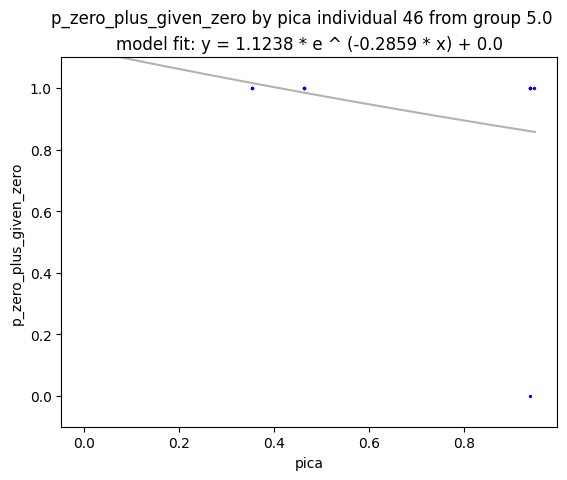 p_zero_plus_given_zero by pica individual 46 from group 5.0
model fit: y = 1.1238 * e ^ (-0.2859 * x) + 0.0
p_zero_plus_given_zero
1.0
0.8
0.6
0.4
0.2
0.0
0.0 0.2 0.4 0.6 0.8
pica